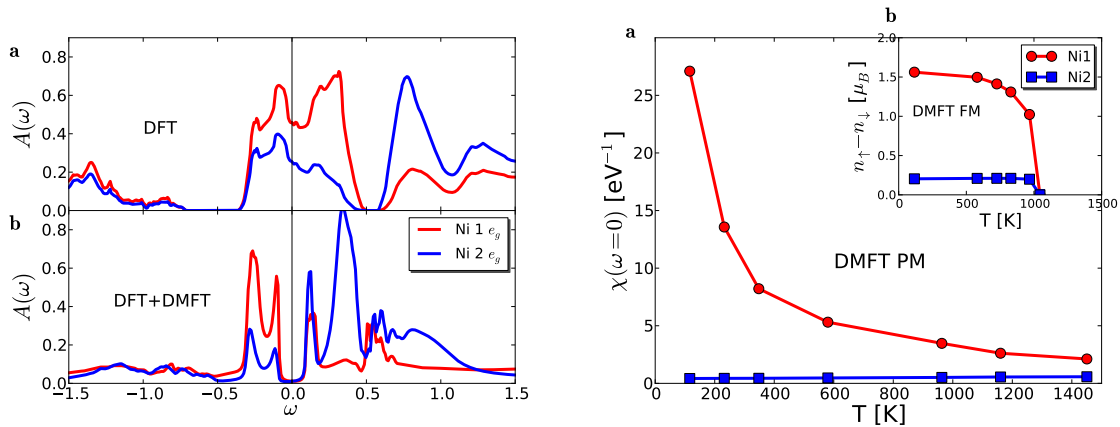 a
0.8
0.6
0.4
0.2
0.0
A(ω)
DFT
b
0.8
0.6
0.4
0.2
0.0
A(ω)
DFT+DMFT
Ni 1 e_g
Ni 2 e_g
−1.5 −1.0 −0.5 0.0 0.5 1.0 1.5
ω
a
30
25
20
15
10
5
0
χ(ω=0) [eV⁻¹]
DMFT PM
0 200 400 600 800 1000 1200 1400
T [K]
b
2.0
1.5
1.0
0.5
0.0
n↑−n↓ [μ_B]
Ni1
Ni2
DMFT FM
0 500 1000 1500
T [K]